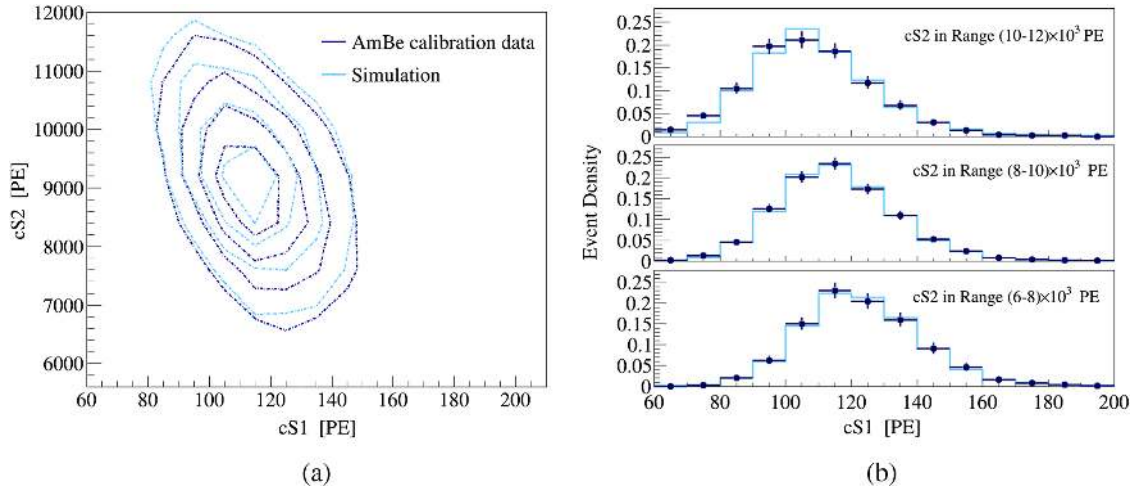 12000
11000
10000
9000
8000
7000
6000
cS2 [PE]
60 80 100 120 140 160 180 200
cS1 [PE]
AmBe calibration data
Simulation
(a)
Event Density
0.25
0.2
0.15
0.1
0.05
0
cS2 in Range (10-12)×10³ PE
0.25
0.2
0.15
0.1
0.05
0
cS2 in Range (8-10)×10³ PE
0.25
0.2
0.15
0.1
0.05
0
cS2 in Range (6-8)×10³ PE
60 80 100 120 140 160 180 200
cS1 [PE]
(b)